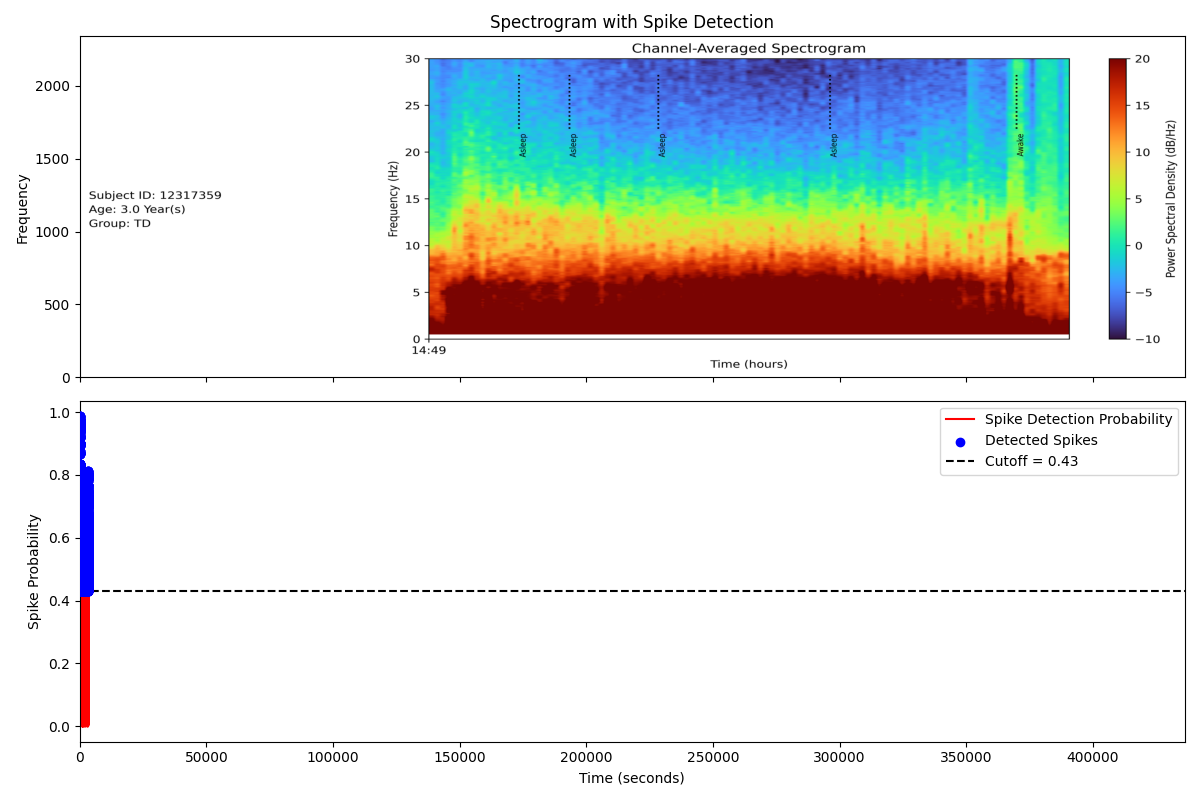 Spectrogram with Spike Detection
Channel-Averaged Spectrogram
Frequency
2000
1500
1000
500
0
Subject ID: 12317359
Age: 3.0 Year(s)
Group: TD
Frequency (Hz)
30
25
20
15
10
5
0
Asleep
Asleep
Asleep
Asleep
Awake
14:49
Time (hours)
20
15
10
5
0
−5
−10
Power Spectral Density (dB/Hz)
Spike Probability
1.0
0.8
0.6
0.4
0.2
0.0
Spike Detection Probability
Detected Spikes
Cutoff = 0.43
0 50000 100000 150000 200000 250000 300000 350000 400000
Time (seconds)